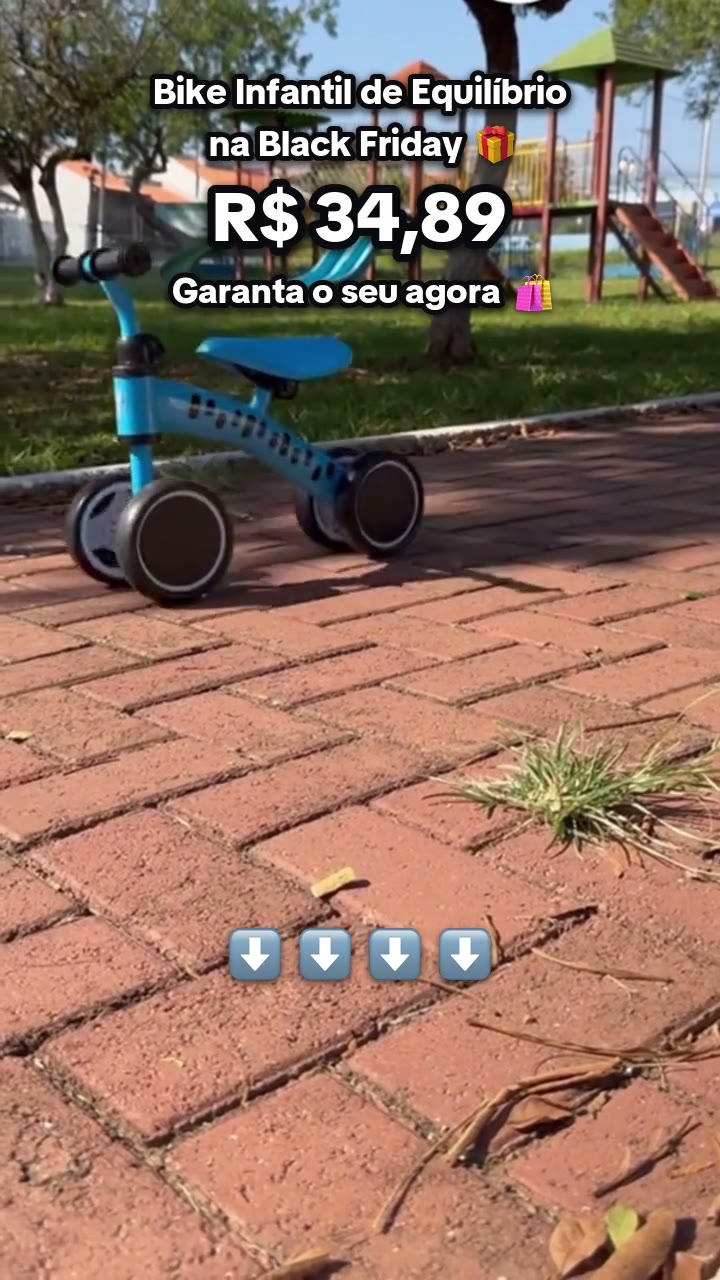 Bike Infantil de Equilíbrio
na Black Friday 🎁
R$ 34,89
Garanta o seu agora 🛍️
⬇️ ⬇️ ⬇️ ⬇️